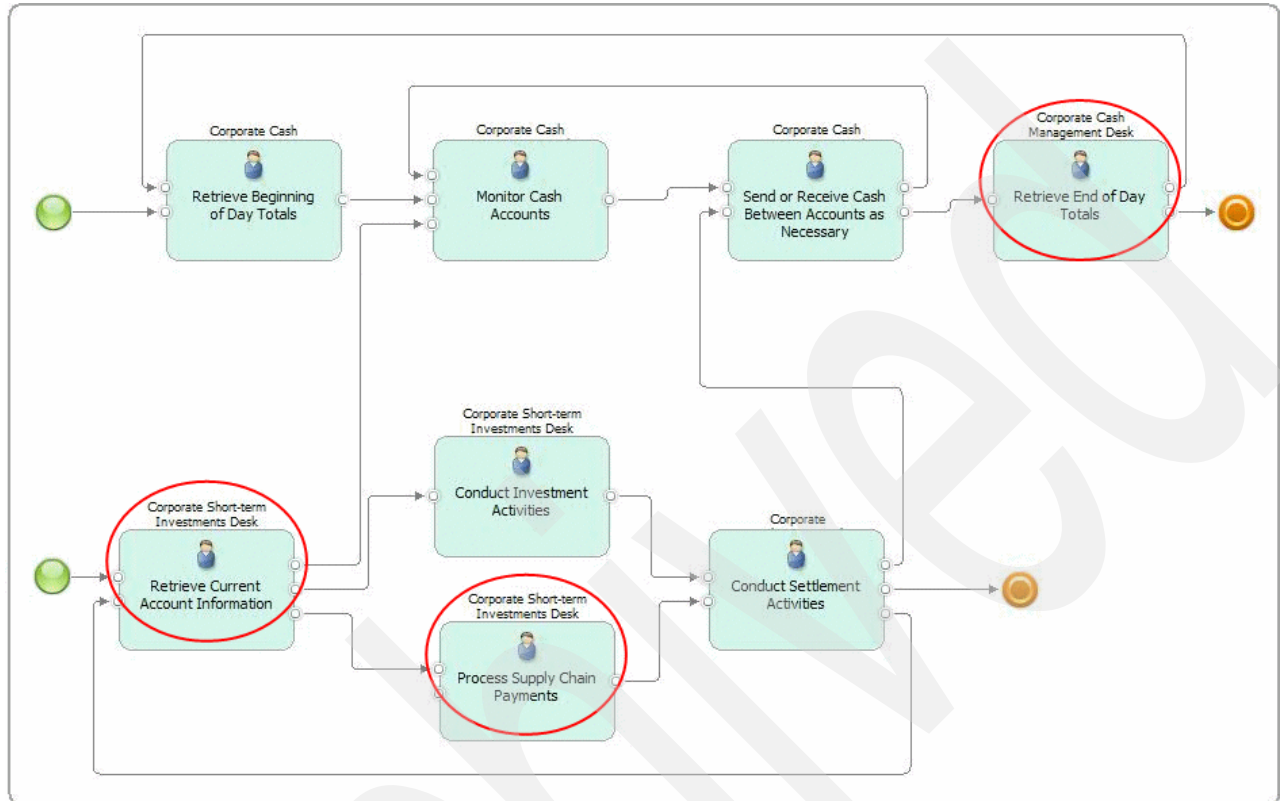 Corporate Cash
Retrieve Beginning
of Day Totals
Corporate Cash
Monitor Cash
Accounts
Corporate Cash
Send or Receive Cash
Between Accounts as
Necessary
Corporate Cash
Management Desk
Retrieve End of Day
Totals
Corporate Short-term
Investments Desk
Conduct Investment
Activities
Corporate Short-term
Investments Desk
Retrieve Current
Account Information
Corporate Short-term
Investments Desk
Process Supply Chain
Payments
Corporate
Conduct Settlement
Activities